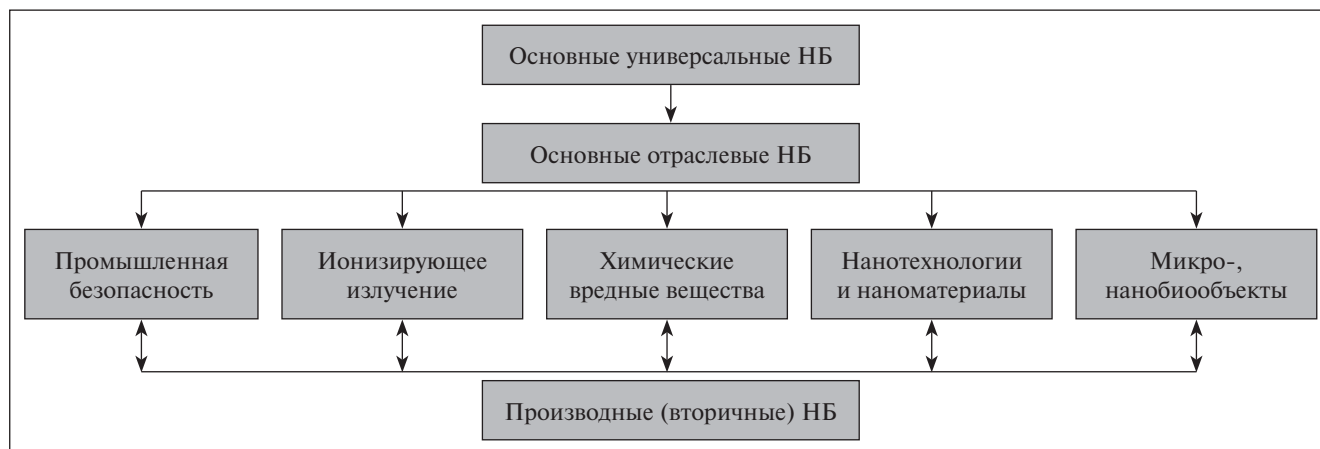 Основные универсальные НБ
Основные отраслевые НБ
Промышленная
безопасность
Ионизирующее
излучение
Химические
вредные вещества
Нанотехнологии
и наноматериалы
Микро-,
нанобиообъекты
Производные (вторичные) НБ